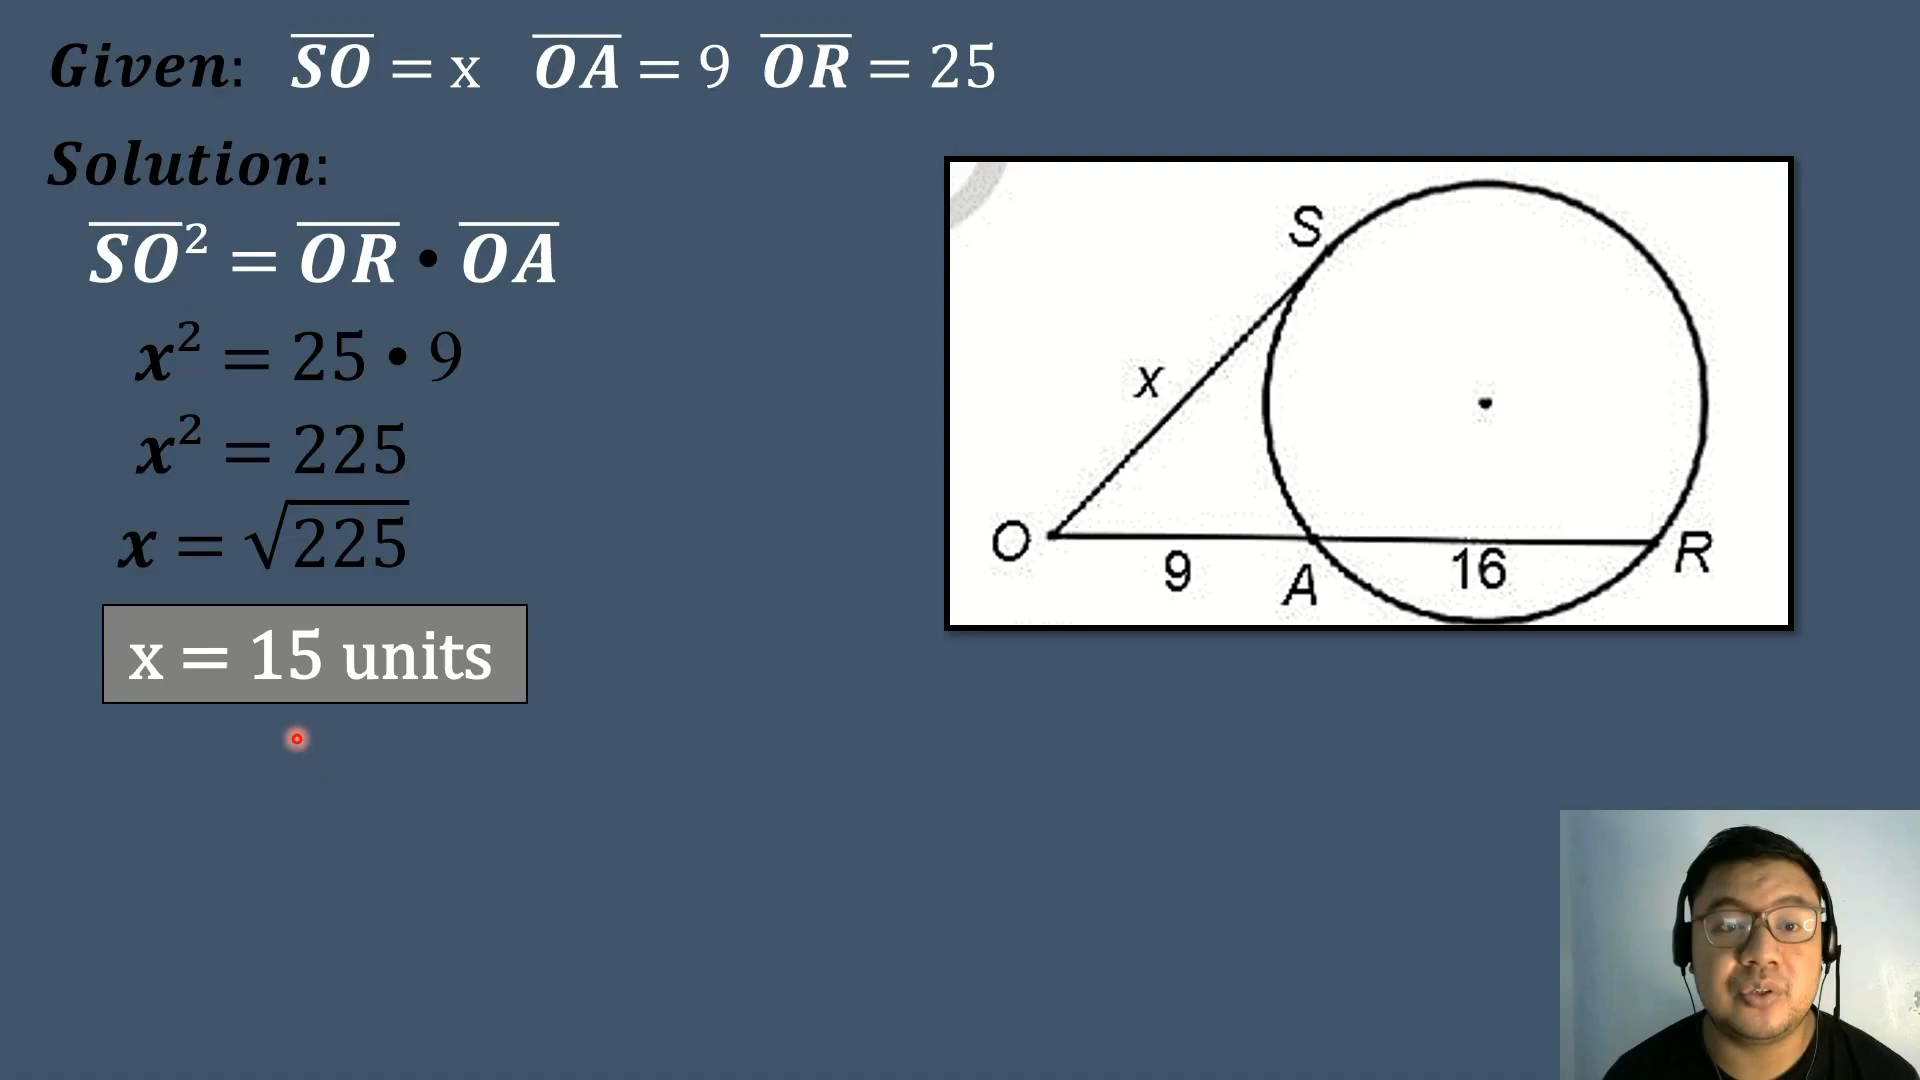 Given: SO = x OA = 9 OR = 25
Solution:
SO² = OR • OA
x² = 25 • 9
x² = 225
x = √225
x = 15 units
S
x
O
9
A
16
R